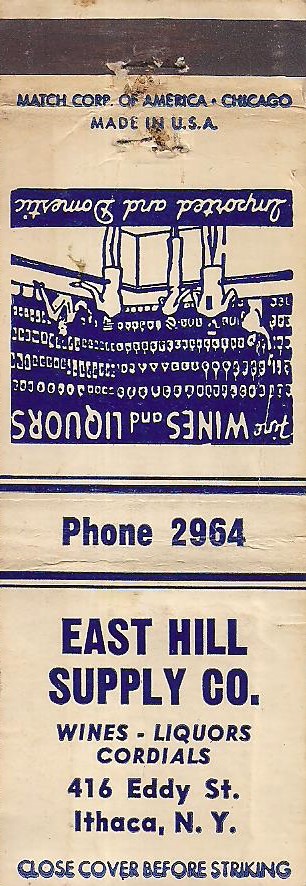 MATCH CORP. OF AMERICA • CHICAGO
MADE IN U.S.A.
Fine WINES and LIQUORS
Imported and Domestic
Phone 2964
EAST HILL
SUPPLY CO.
WINES - LIQUORS
CORDIALS
416 Eddy St.
Ithaca, N. Y.
CLOSE COVER BEFORE STRIKING